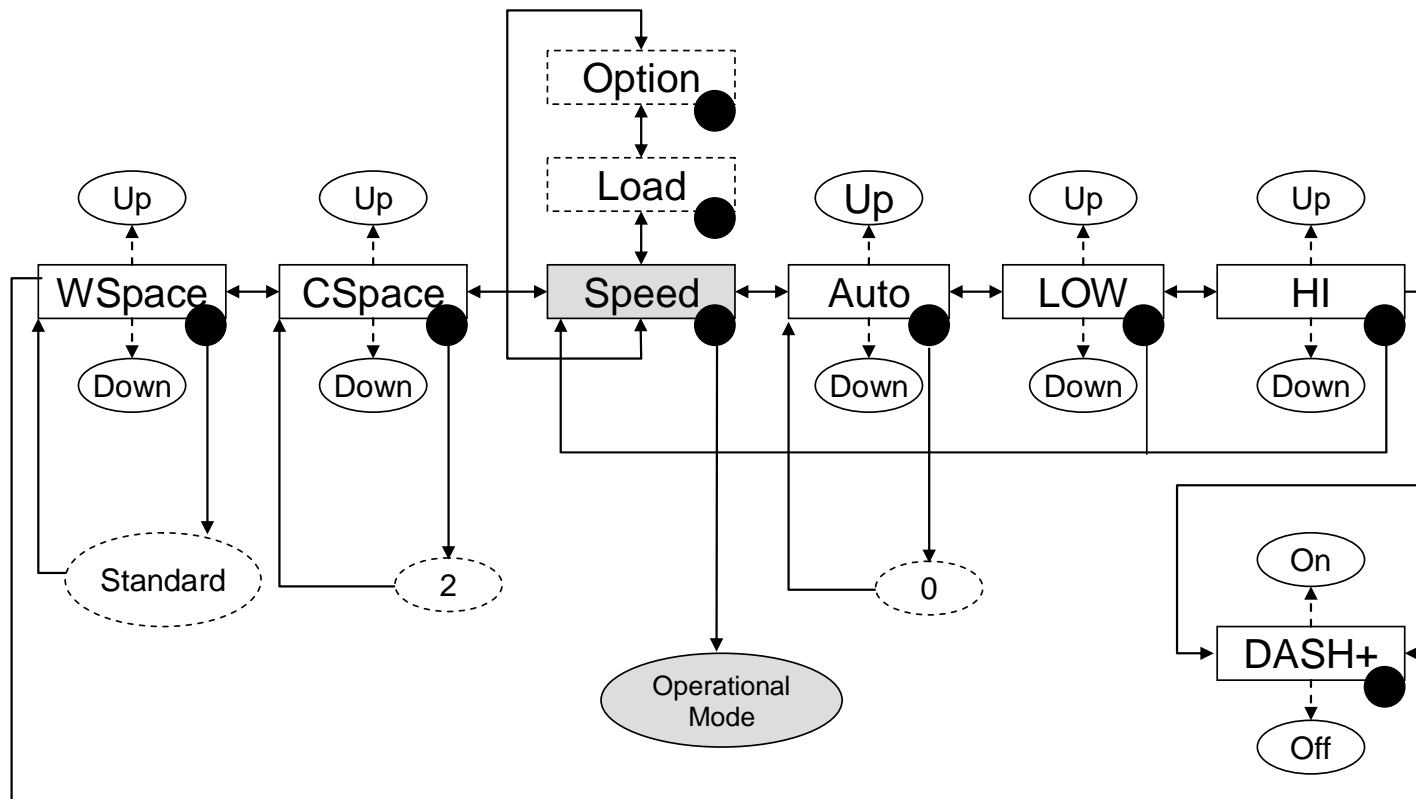 Option
Load
Up
Up
Up
Up
Up
WSpace
CSpace
Speed
Auto
LOW
HI
Down
Down
Down
Down
Down
Standard
2
0
On
DASH+
Operational
Mode
Off